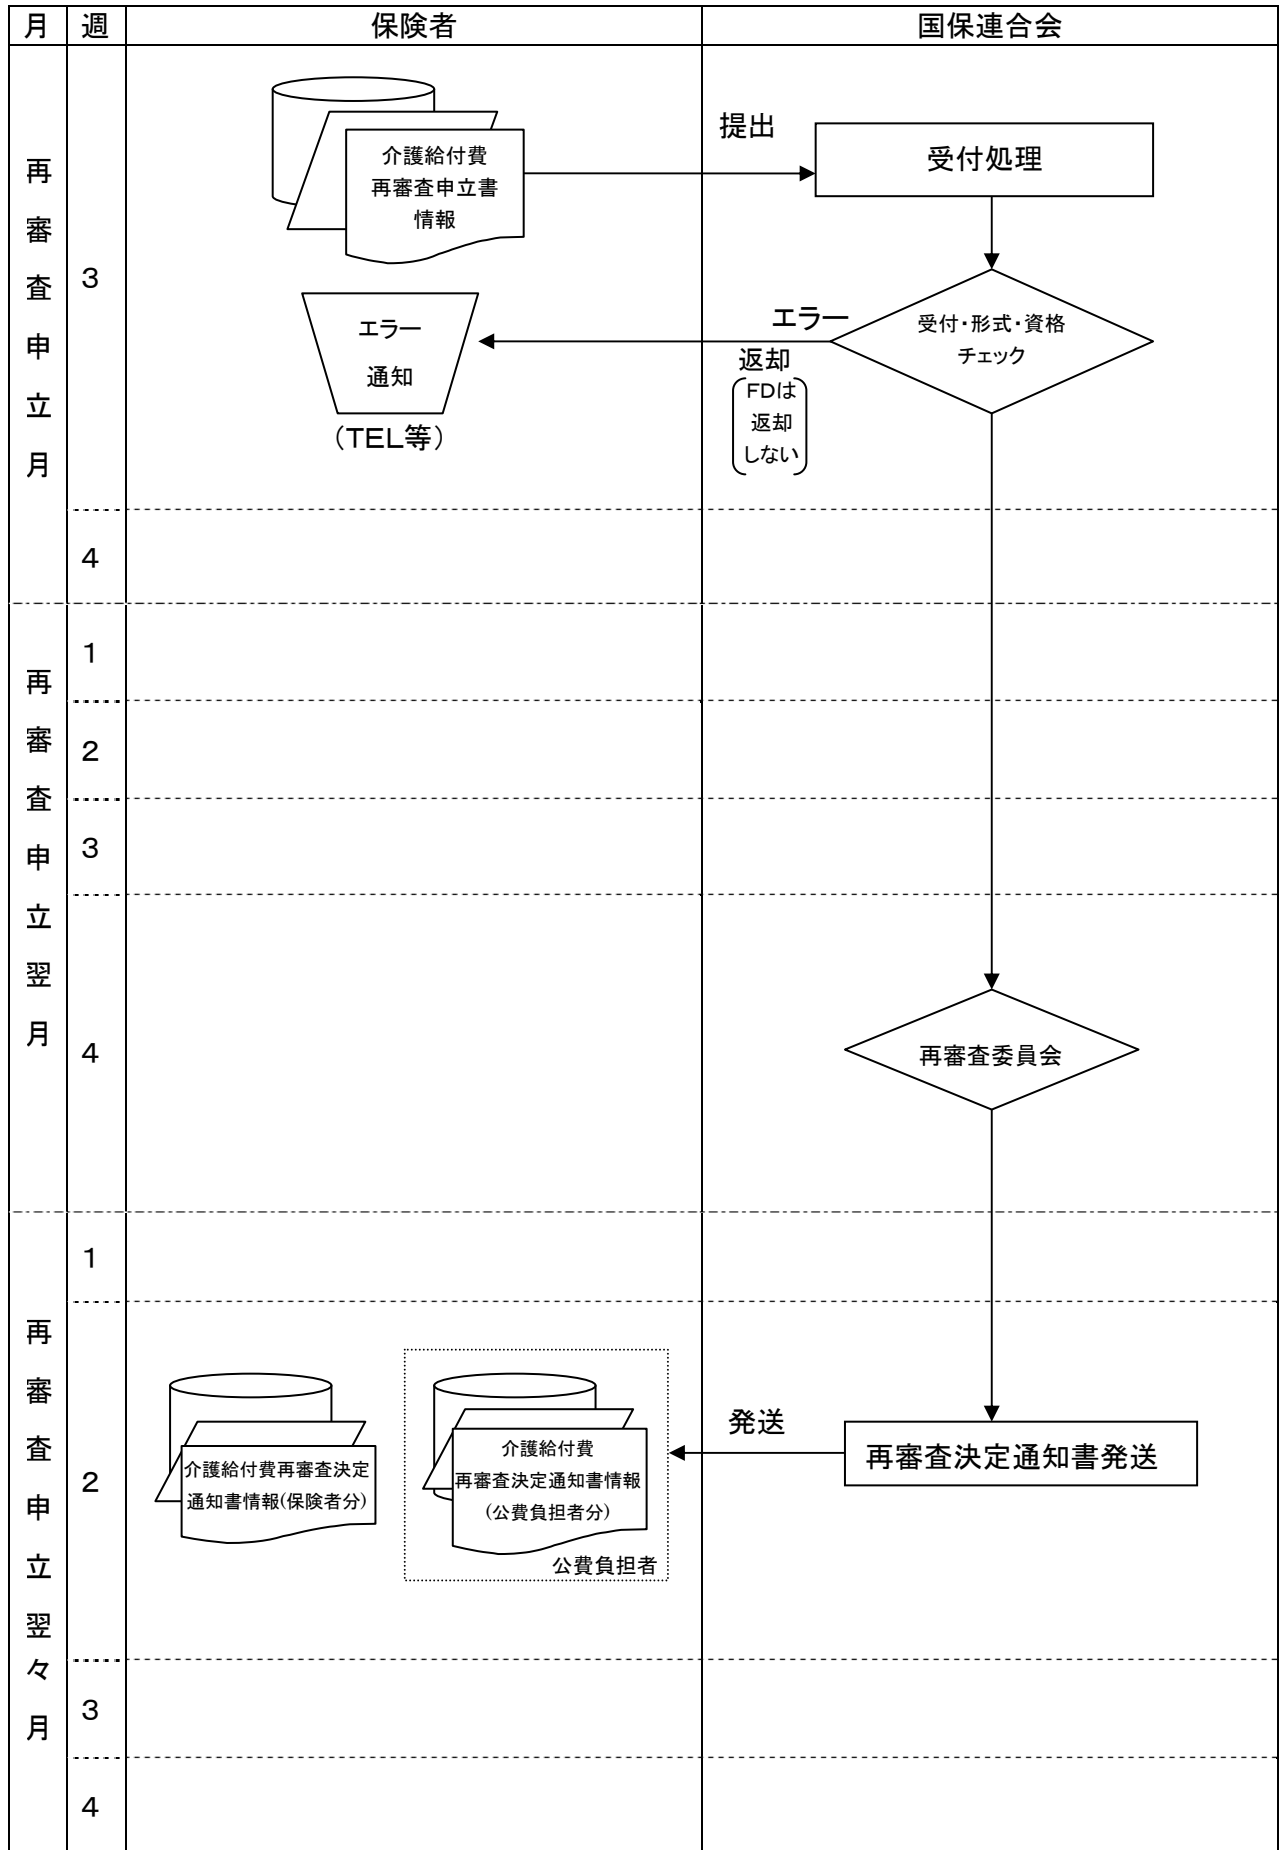 月 週 保険者 国保連合会
再審査申立月
3
介護給付費
再審査申立書
情報
提出
受付処理
エラー
通知
(TEL等)
エラー
返却
FDは
返却
しない
受付・形式・資格
チェック
4
再審査申立翌月
1
2
3
4
再審査委員会
再審査申立翌々月
1
2
介護給付費再審査決定
通知書情報(保険者分)
介護給付費
再審査決定通知書情報
(公費負担者分)
公費負担者
発送
再審査決定通知書発送
3
4